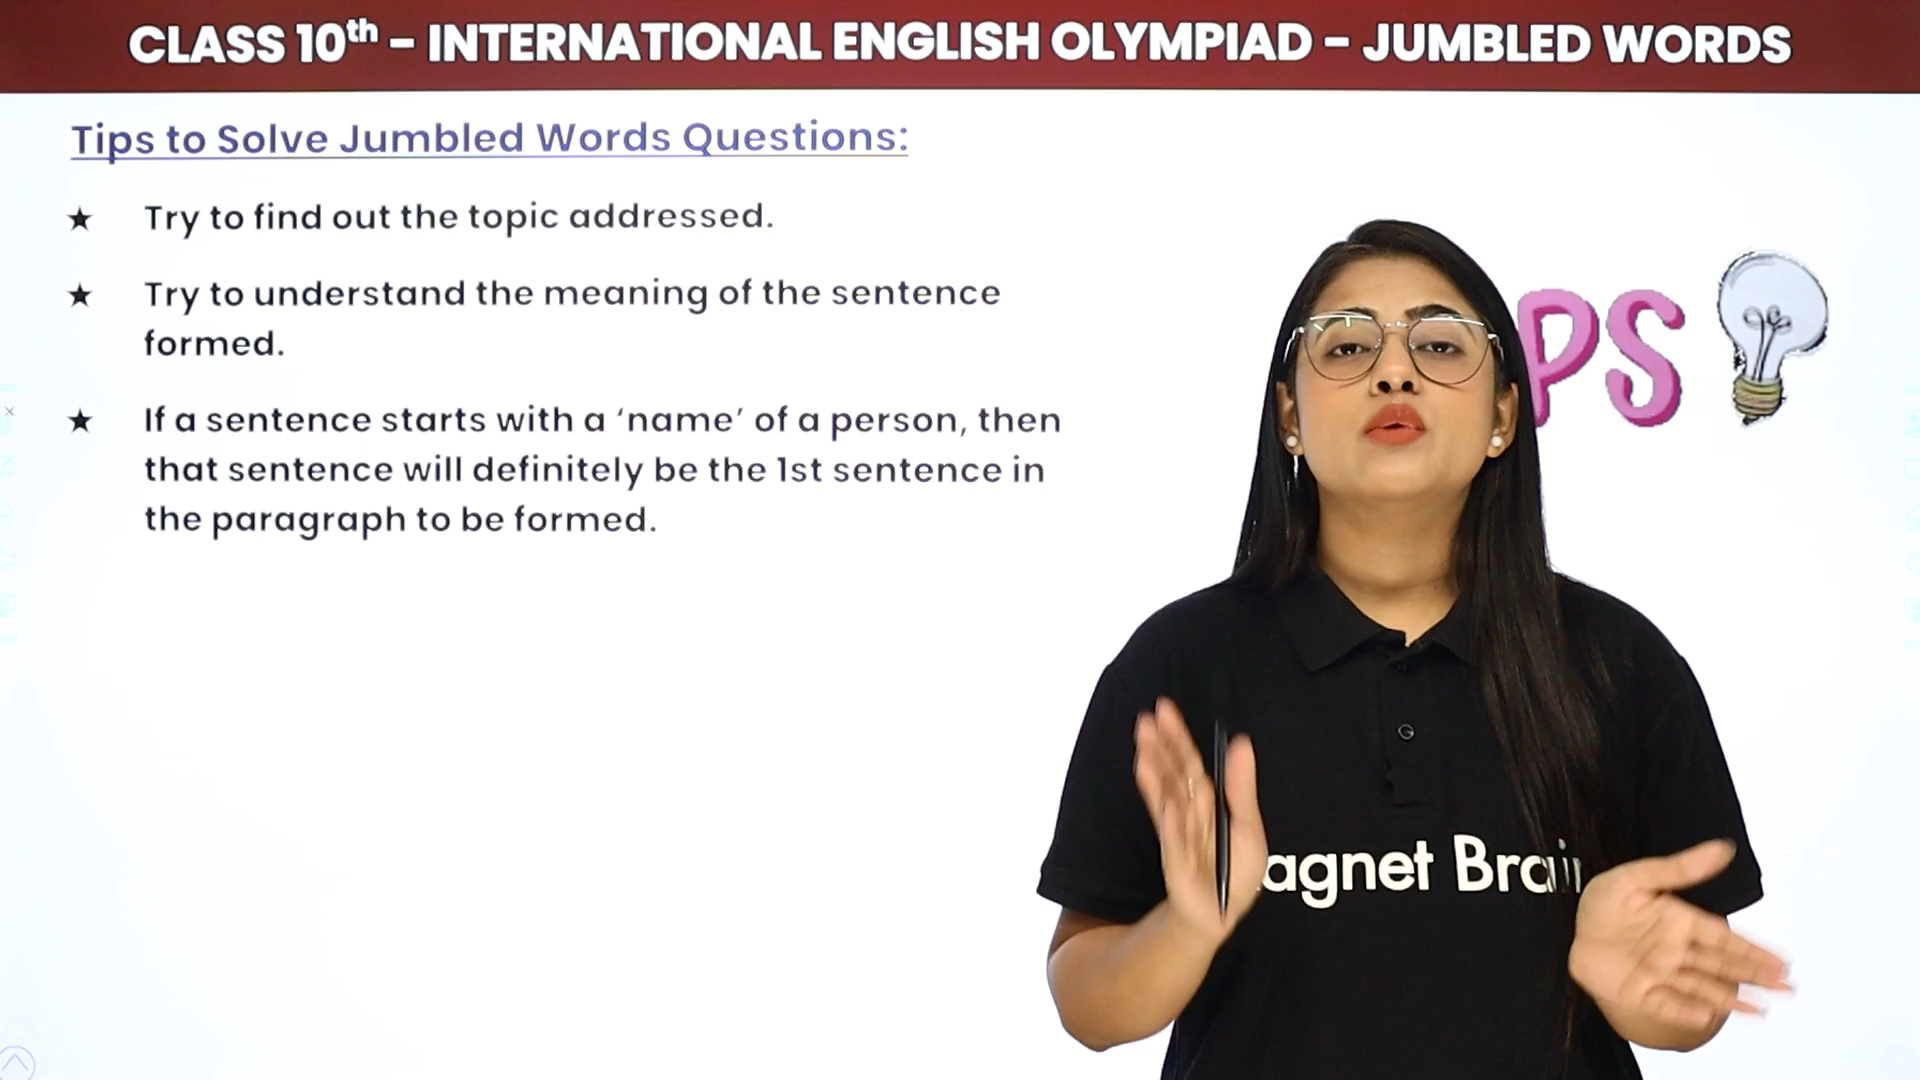 CLASS 10th - INTERNATIONAL ENGLISH OLYMPIAD - JUMBLED WORDS
Tips to Solve Jumbled Words Questions:
★ Try to find out the topic addressed.
★ Try to understand the meaning of the sentence
formed.
★ If a sentence starts with a ‘name’ of a person, then
that sentence will definitely be the 1st sentence in
the paragraph to be formed.
PS
agnet Brain